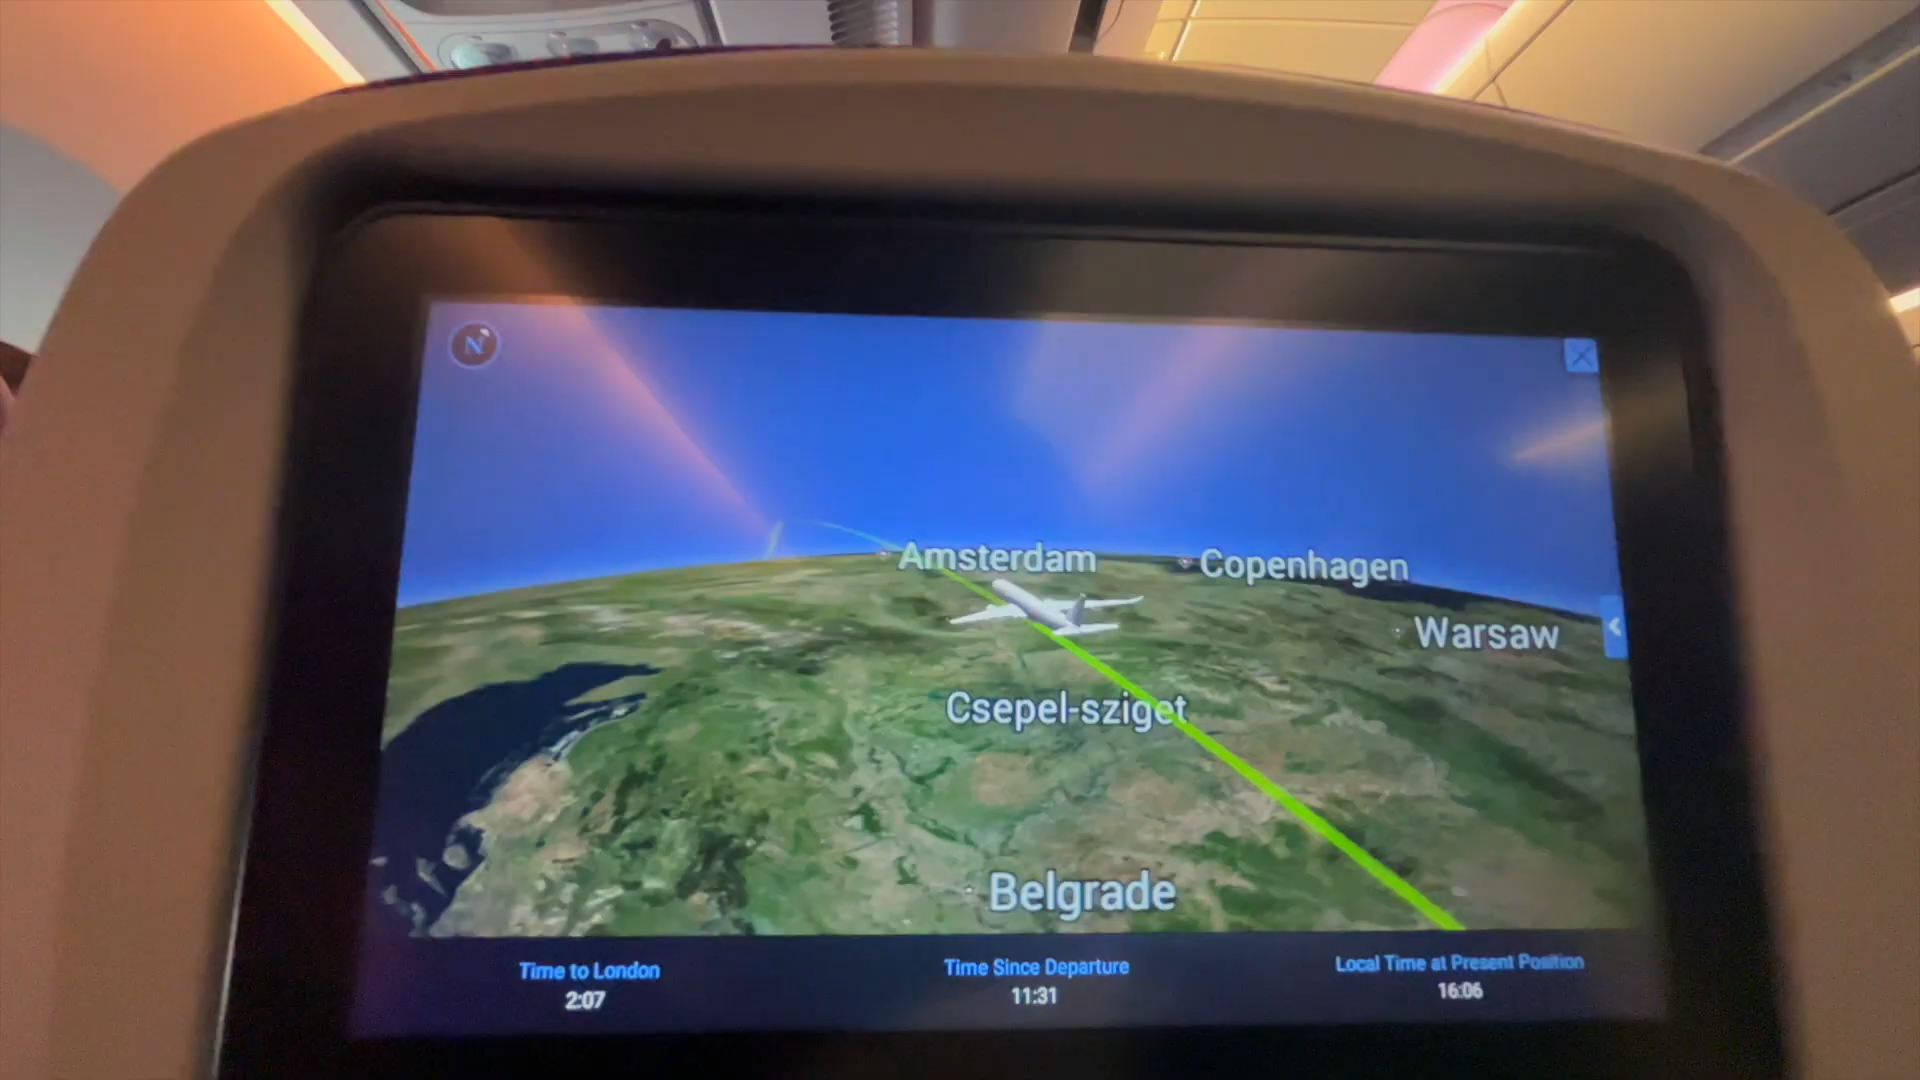 N
Amsterdam
Copenhagen
Warsaw
Csepel-sziget
Belgrade
Time to London
2:07
Time Since Departure
11:31
Local Time at Present Position
16:06